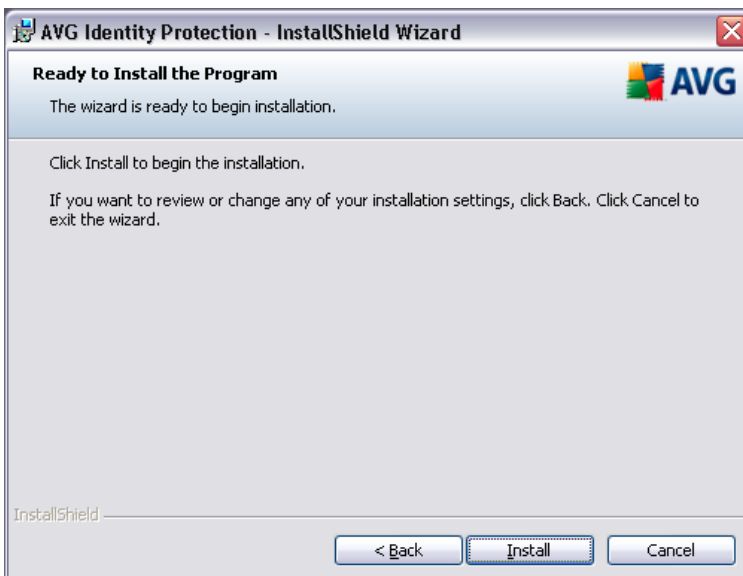 AVG Identity Protection - InstallShield Wizard
Ready to Install the Program
The wizard is ready to begin installation.
AVG
Click Install to begin the installation.
If you want to review or change any of your installation settings, click Back. Click Cancel to
exit the wizard.
InstallShield
< Back
Install
Cancel